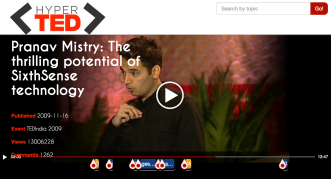 HYPER
TED
Search by topic
Go!
Pranav Mistry: The
thrilling potential of
SixthSense
technology
Published 2009-11-16
Event TEDIndia 2009
Views 13006228
Comments 1262
13:47